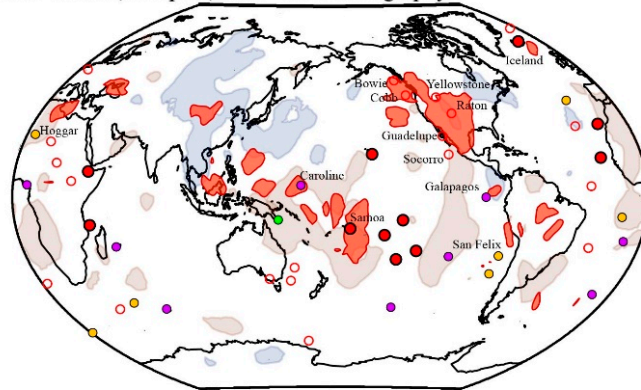 Iceland
Bowie
Yellowstone
Cobb
Raton
Hoggar
Guadelupe
Socorro
Caroline
Galapagos
Samoa
San Felix